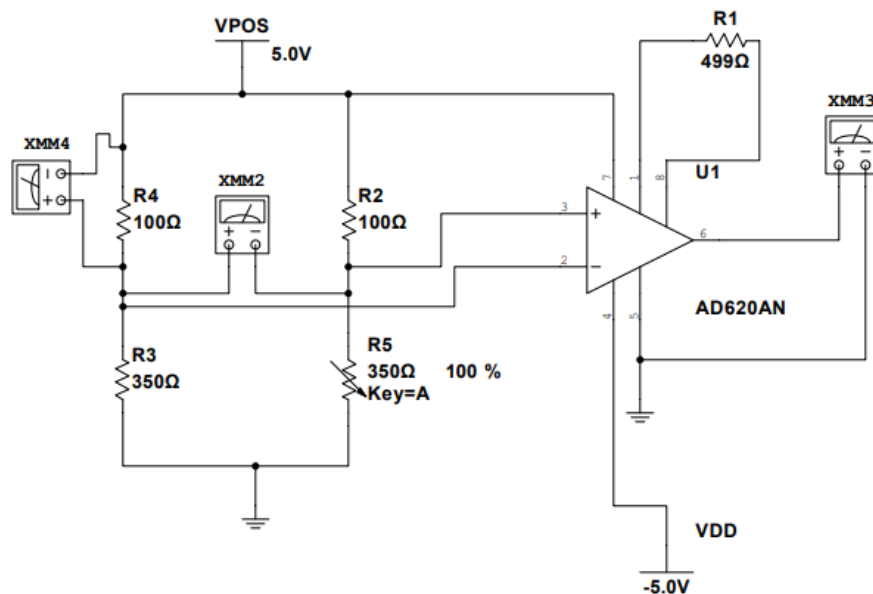 VPOS
5.0V
R1
499Ω
XMM3
XMM4
XMM2
R4
100Ω
R2
100Ω
7
1
8
U1
3
+
6
2
−
4
5
AD620AN
R3
350Ω
R5
350Ω 100 %
Key=A
VDD
-5.0V